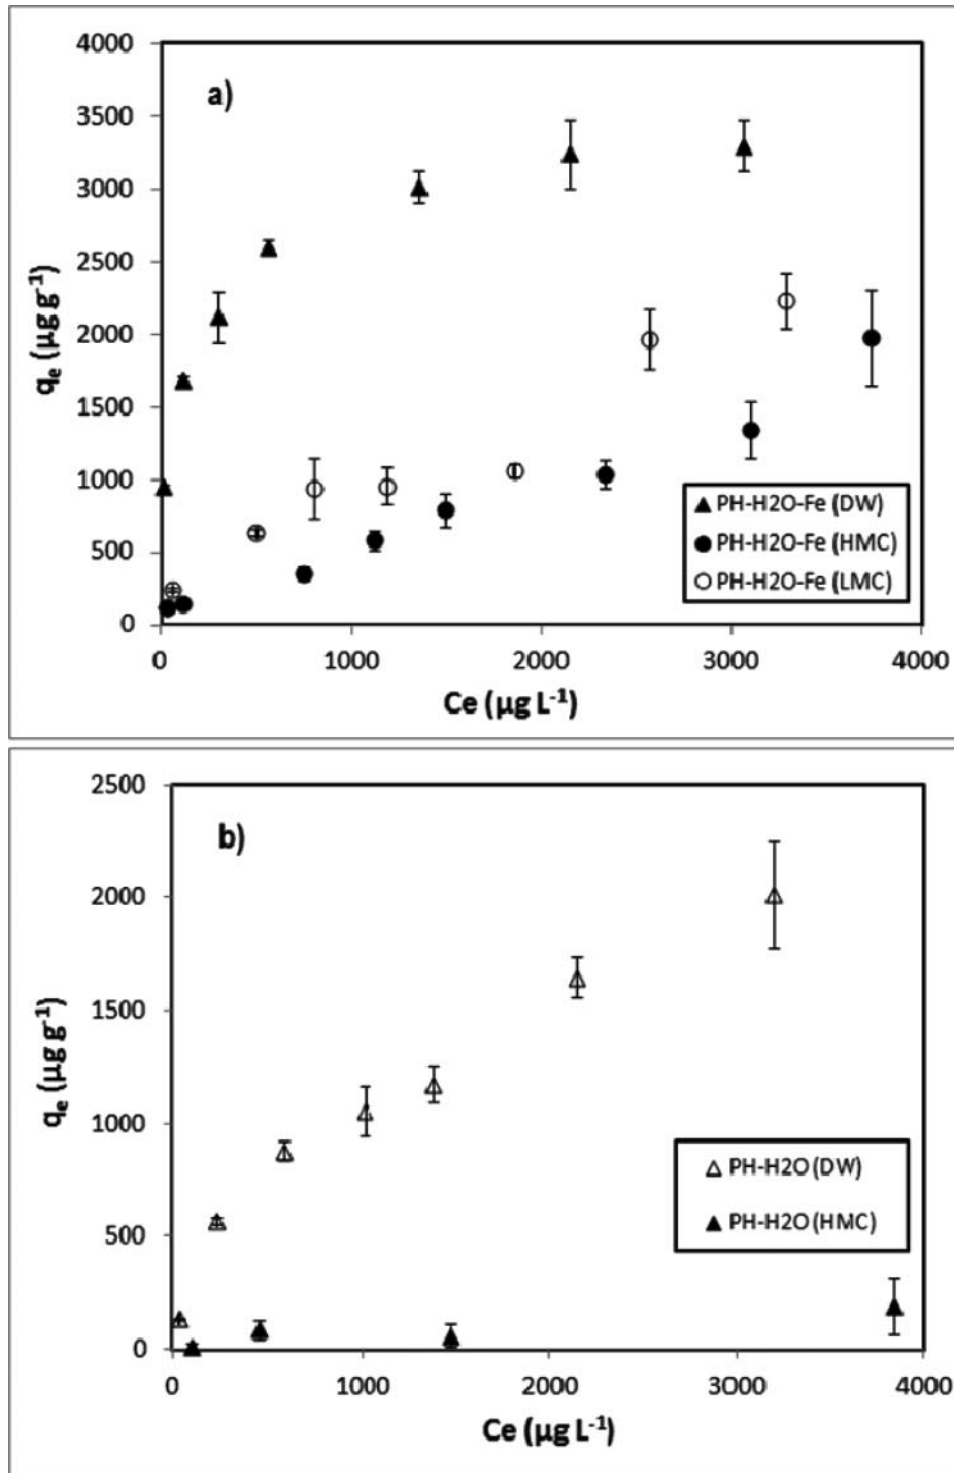 a)
4000
3500
3000
2500
2000
1500
1000
500
0
qₑ (µg g⁻¹)
PH-H2O-Fe (DW)
PH-H2O-Fe (HMC)
PH-H2O-Fe (LMC)
0 1000 2000 3000 4000
Ce (µg L⁻¹)
b)
2500
2000
1500
1000
500
0
qₑ (µg g⁻¹)
PH-H2O (DW)
PH-H2O (HMC)
0 1000 2000 3000 4000
Ce (µg L⁻¹)